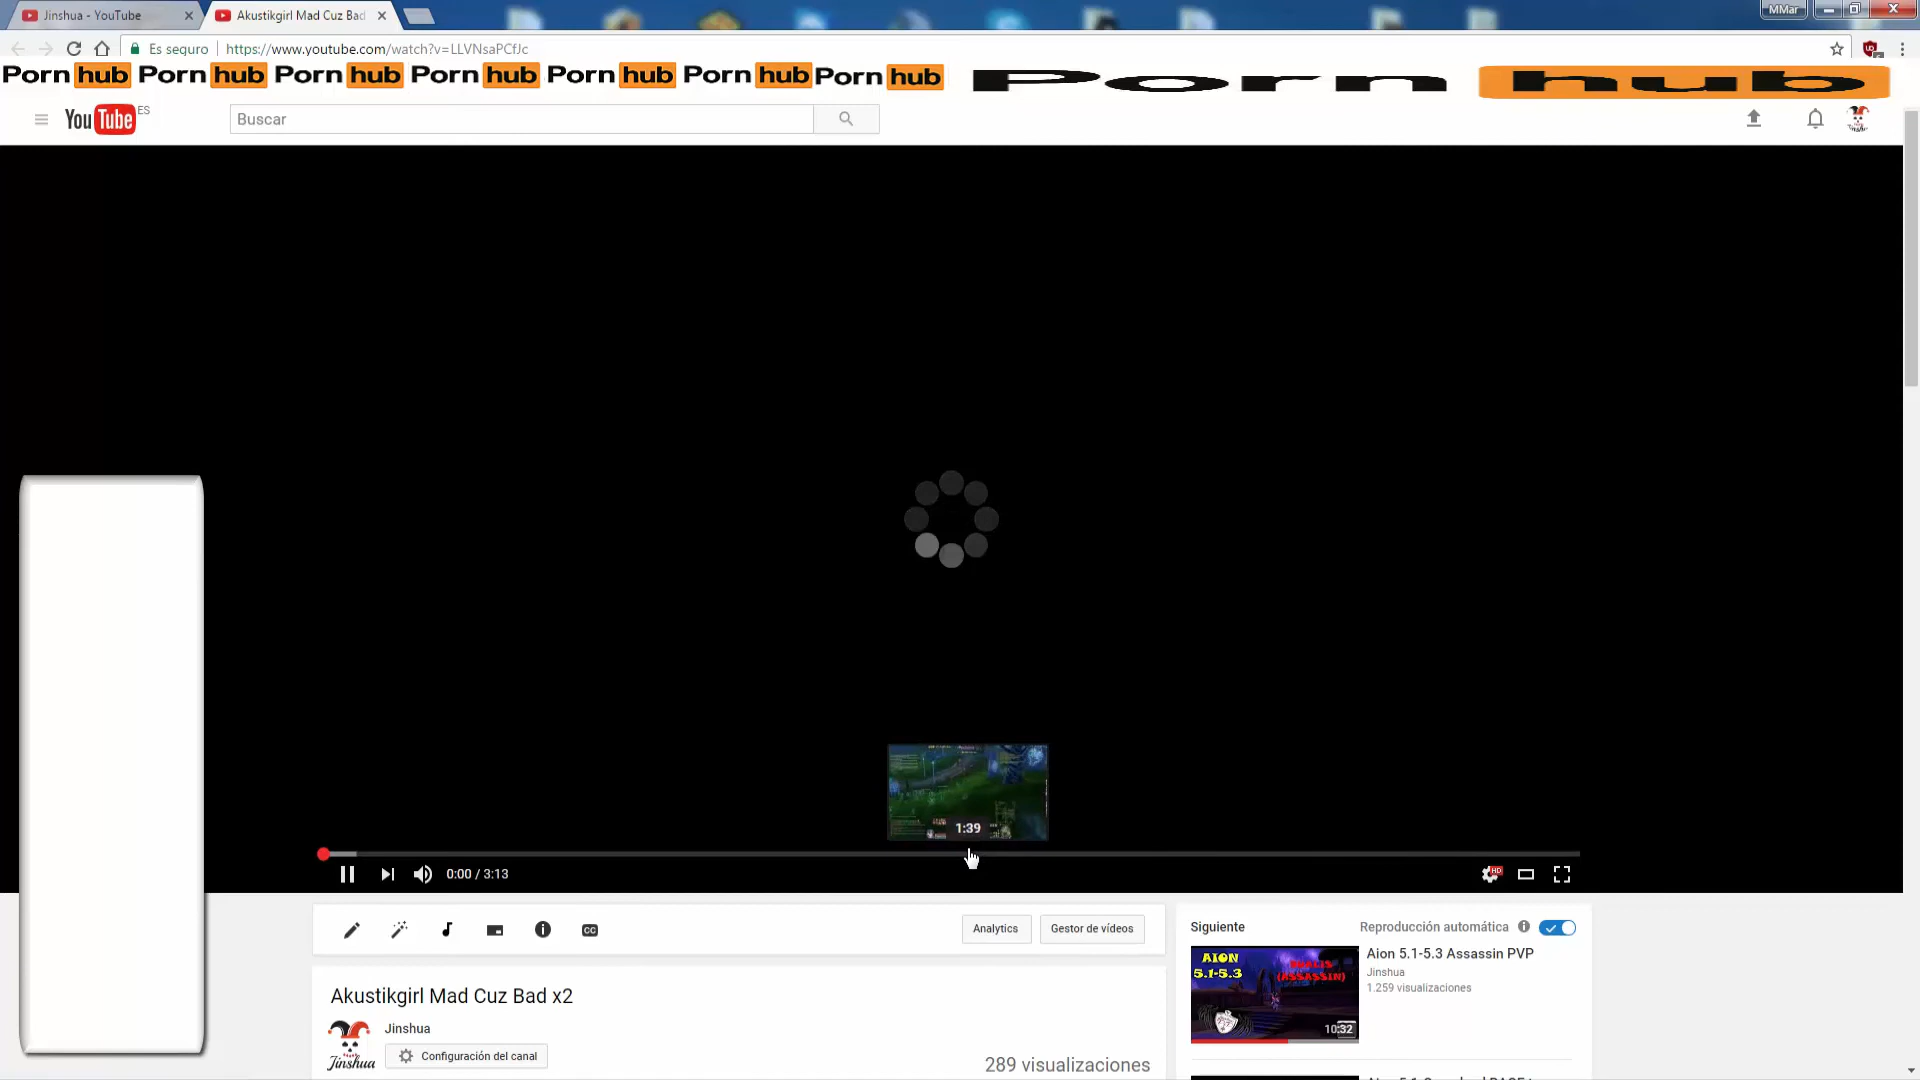 Jinshua - YouTube
Akustikgirl Mad Cuz Bad
MMar
Es seguro
https://www.youtube.com/watch?v=LLVNsaPCfJc
Porn hub Porn hub Porn hub Porn hub Porn hub Porn hub Porn hub Porn hub
YouTube ES
Buscar
1:39
0:00 / 3:13
HD
CC
Analytics
Gestor de vídeos
Siguiente
Reproducción automática
AION
5.1-5.3
(ASSASSIN)
10:32
Aion 5.1-5.3 Assassin PVP
Jinshua
1.259 visualizaciones
Akustikgirl Mad Cuz Bad x2
Jinshua
Jinshua
Configuración del canal
289 visualizaciones